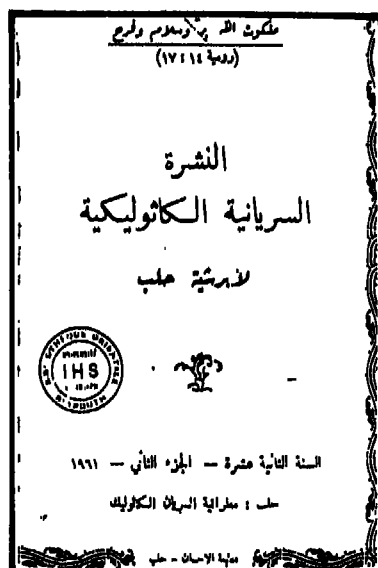 ملكوت الله بر وسلام وفرح
(رومية ١٤ : ١٧)
النشرة
السريانية الكاثوليكية
لأبرشية حلب
IHS
السنة الثانية عشرة — الجزء الثاني — ١٩٦١
حلب : مطرانية السريان الكاثوليك
مطبعة الاحسان - حلب